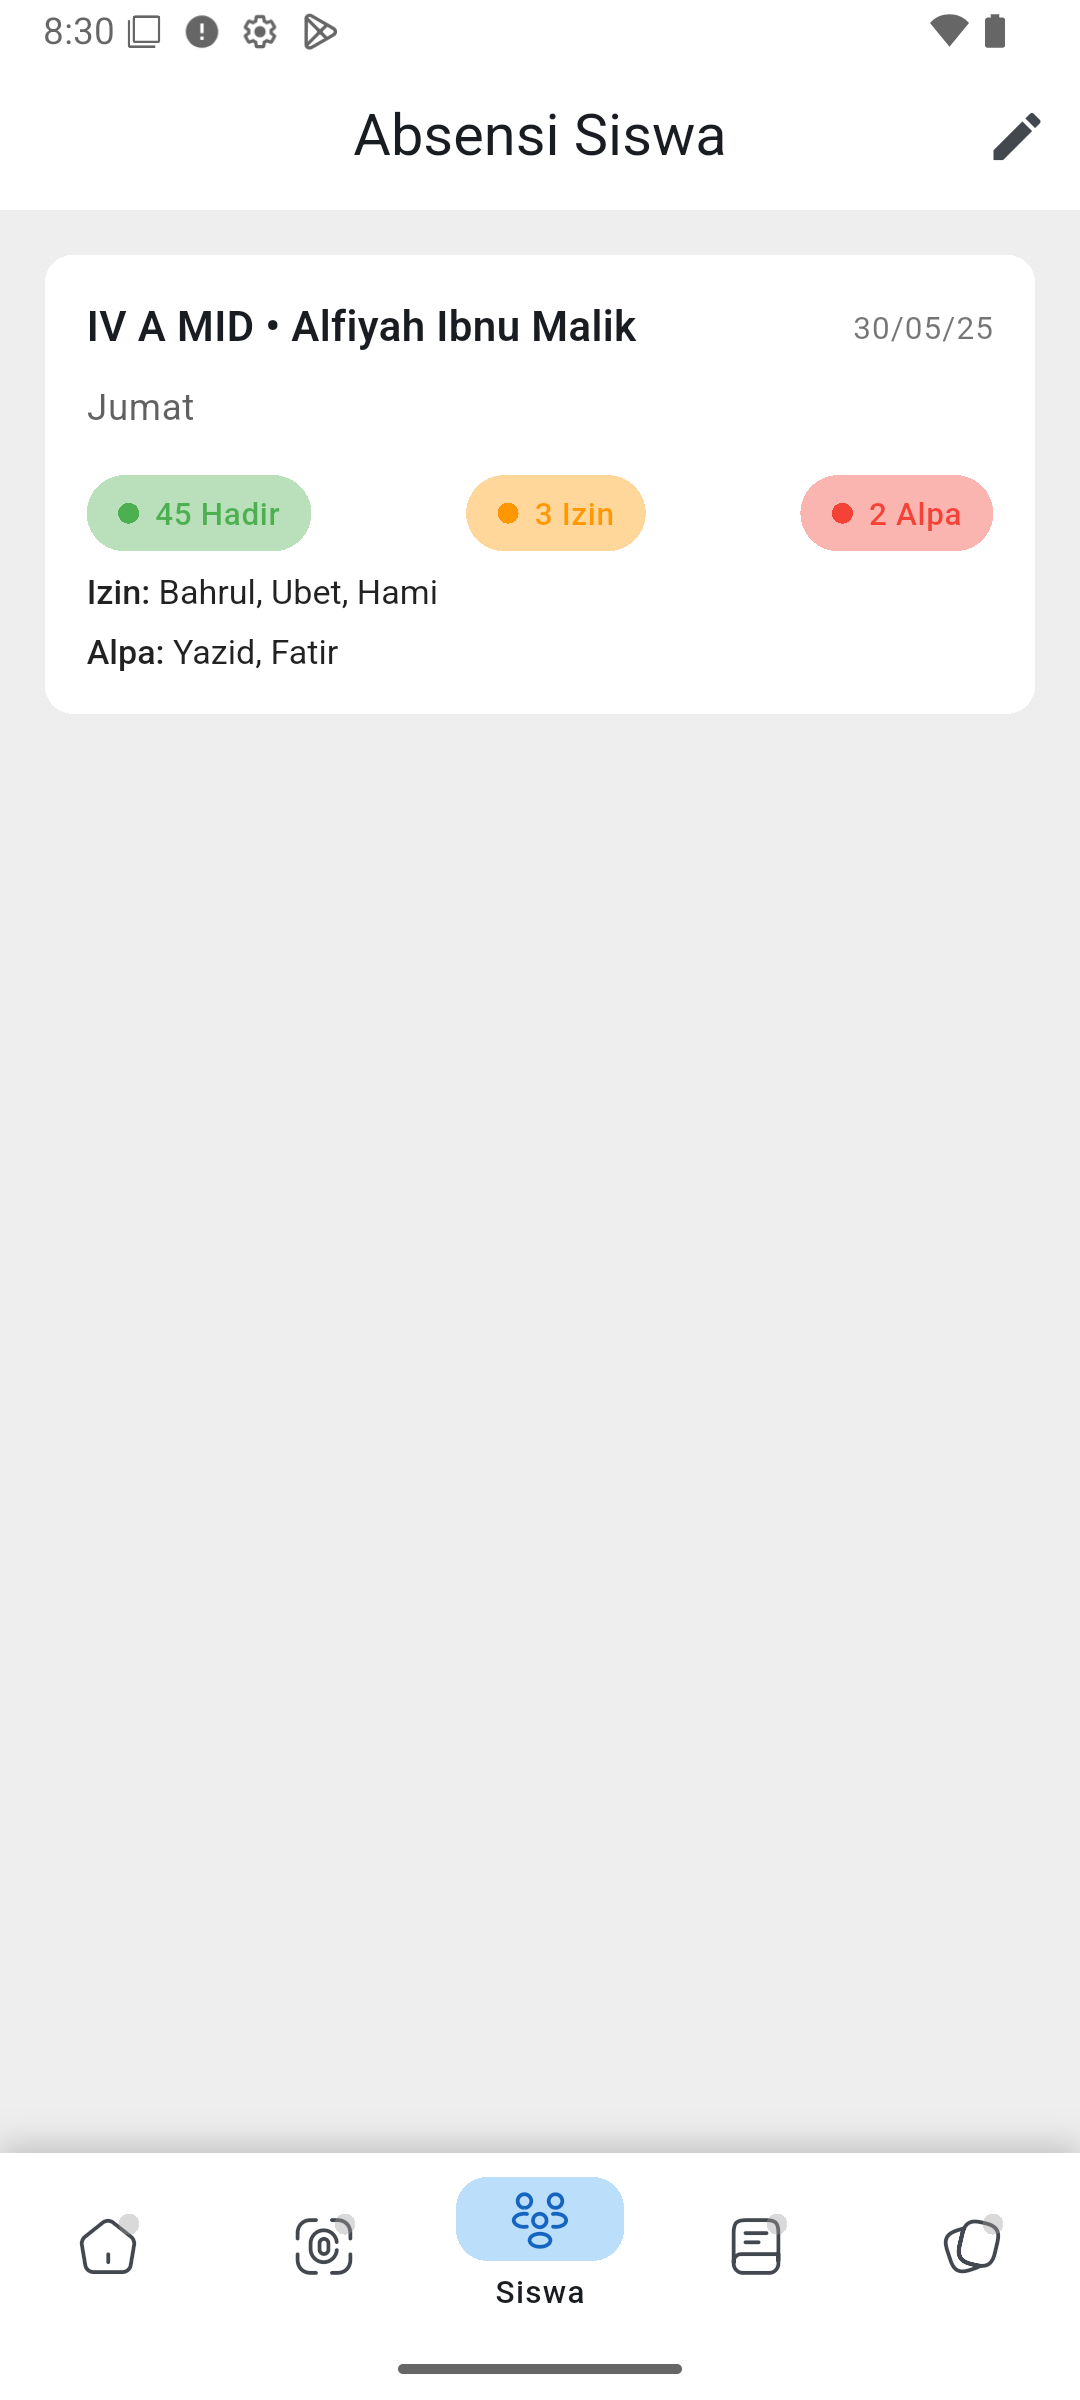 8:30
Absensi Siswa
IV A MID • Alfiyah Ibnu Malik
30/05/25
Jumat
45 Hadir
3 Izin
2 Alpa
Izin: Bahrul, Ubet, Hami
Alpa: Yazid, Fatir
Siswa